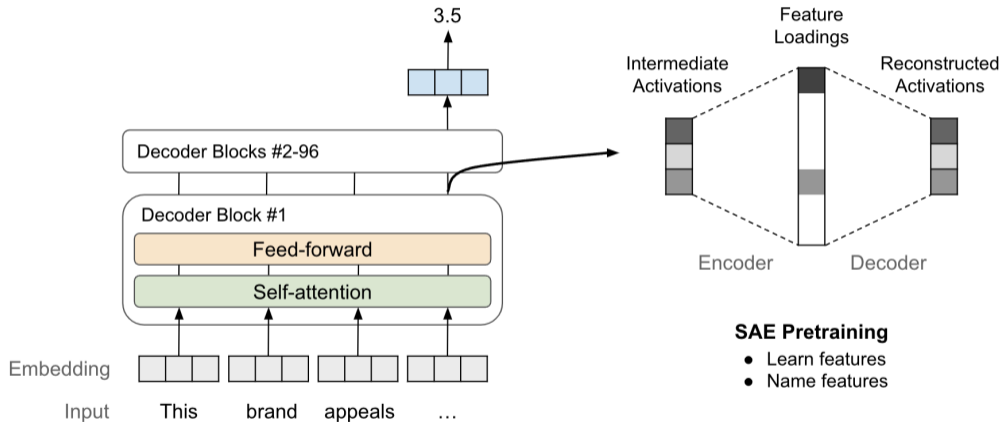 3.5
Decoder Blocks #2-96
Decoder Block #1
Feed-forward
Self-attention
Embedding
Input This brand appeals ...
Feature
Loadings
Intermediate
Activations
Reconstructed
Activations
Encoder Decoder
SAE Pretraining
● Learn features
● Name features